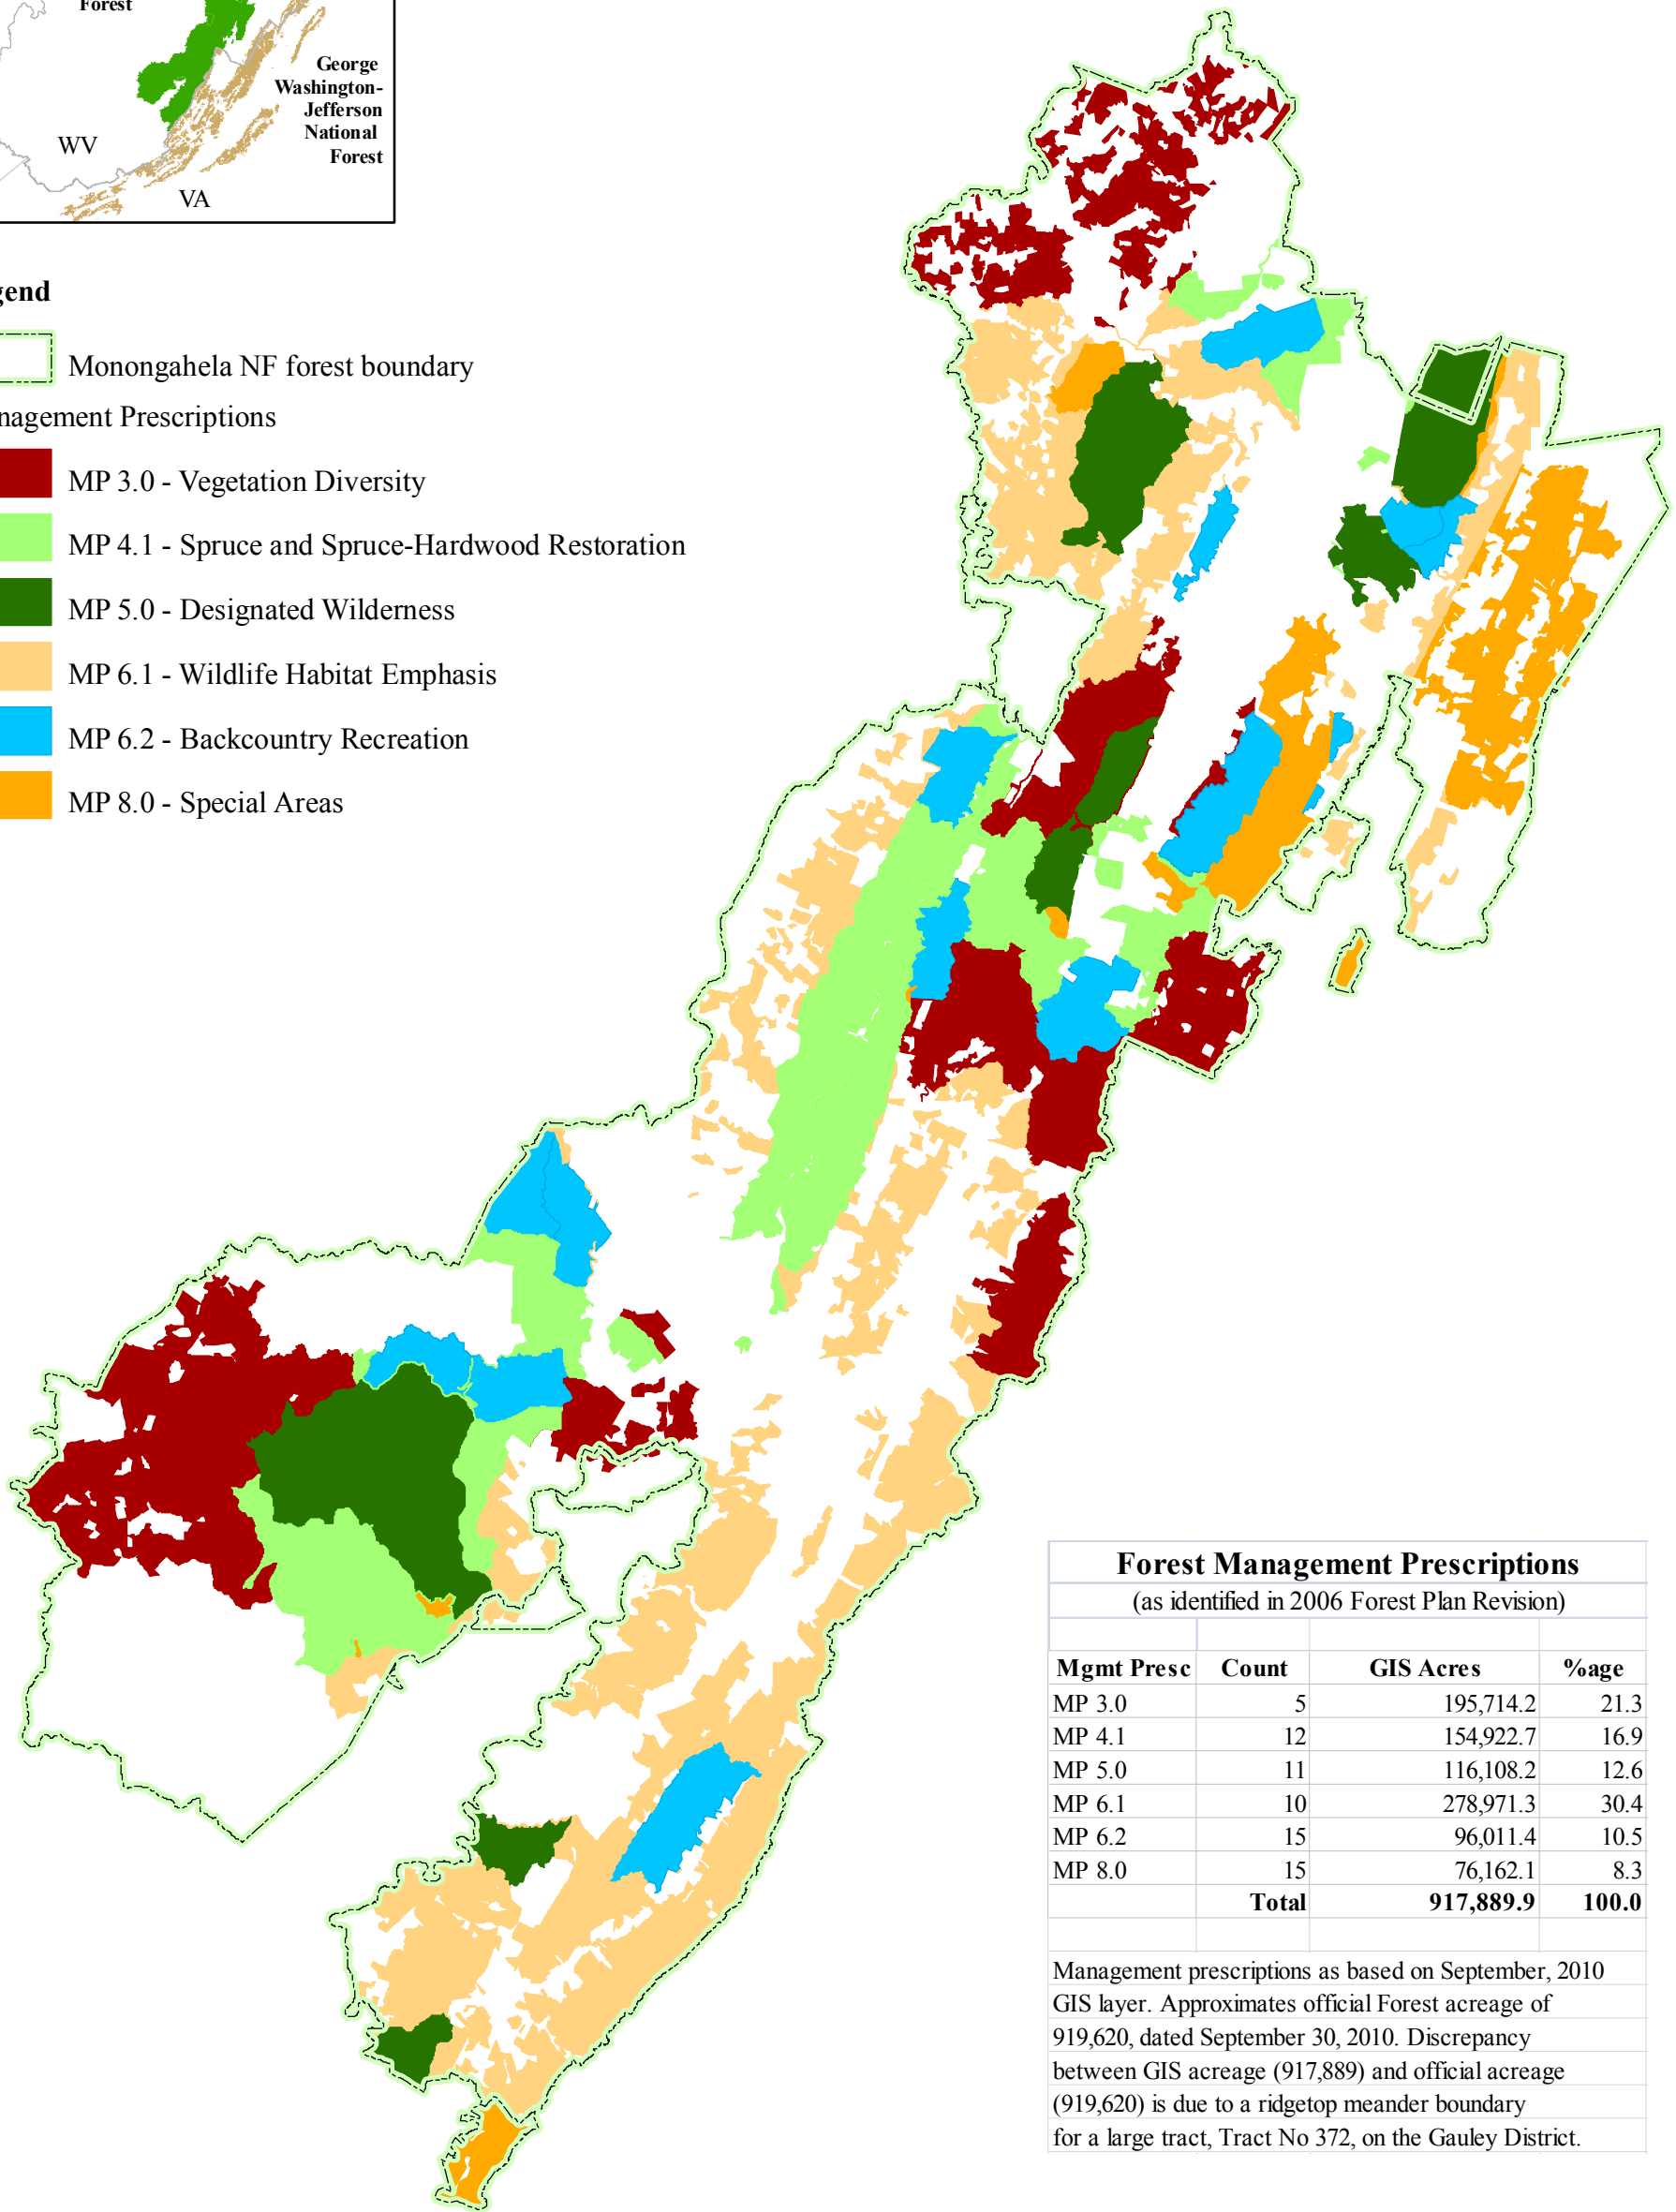 Forest
George
Washington-
Jefferson
National
Forest
WV
VA
gend
Monongahela NF forest boundary
nagement Prescriptions
MP 3.0 - Vegetation Diversity
MP 4.1 - Spruce and Spruce-Hardwood Restoration
MP 5.0 - Designated Wilderness
MP 6.1 - Wildlife Habitat Emphasis
MP 6.2 - Backcountry Recreation
MP 8.0 - Special Areas
Forest Management Prescriptions
(as identified in 2006 Forest Plan Revision)
Mgmt Presc Count GIS Acres %age
MP 3.0 5 195,714.2 21.3
MP 4.1 12 154,922.7 16.9
MP 5.0 11 116,108.2 12.6
MP 6.1 10 278,971.3 30.4
MP 6.2 15 96,011.4 10.5
MP 8.0 15 76,162.1 8.3
Total 917,889.9 100.0
Management prescriptions as based on September, 2010
GIS layer. Approximates official Forest acreage of
919,620, dated September 30, 2010. Discrepancy
between GIS acreage (917,889) and official acreage
(919,620) is due to a ridgetop meander boundary
for a large tract, Tract No 372, on the Gauley District.